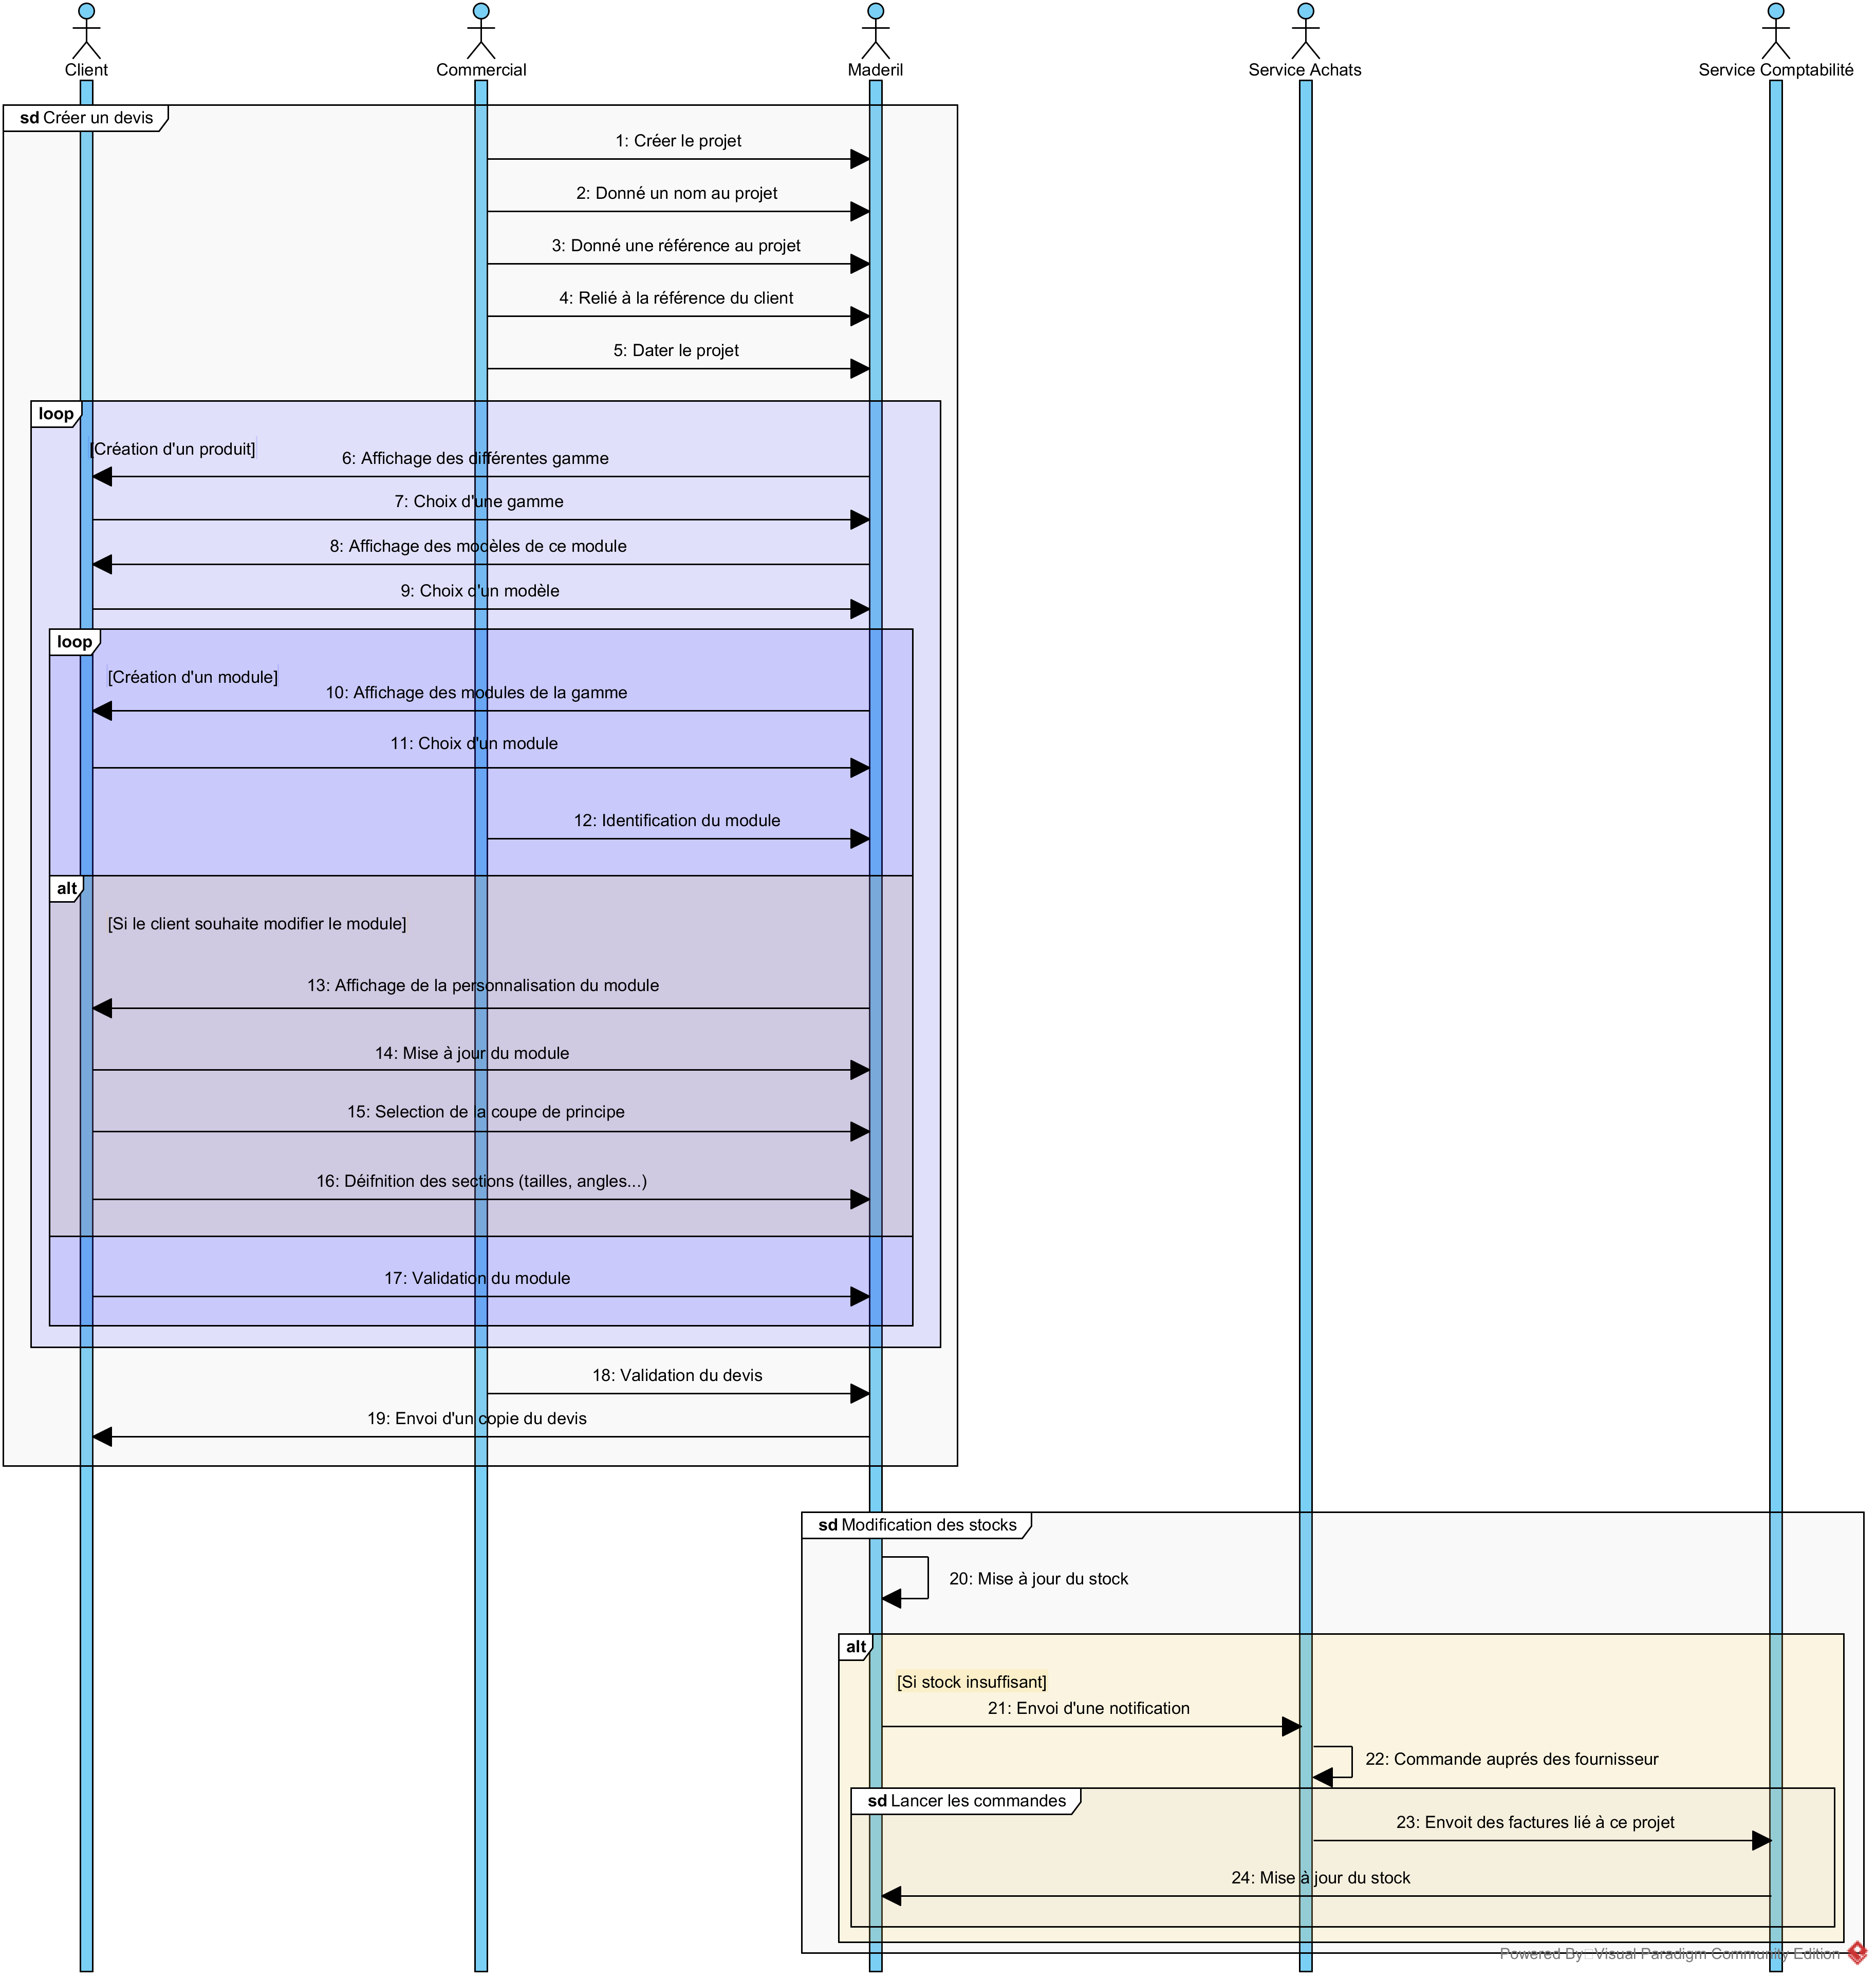 Client
Commercial
Maderil
Service Achats
Service Comptabilité
sd Créer un devis
1: Créer le projet
2: Donné un nom au projet
3: Donné une référence au projet
4: Relié à la référence du client
5: Dater le projet
loop
[Création d'un produit]
6: Affichage des différentes gamme
7: Choix d'une gamme
8: Affichage des modèles de ce module
9: Choix d'un modèle
loop
[Création d'un module]
10: Affichage des modules de la gamme
11: Choix d'un module
12: Identification du module
alt
[Si le client souhaite modifier le module]
13: Affichage de la personnalisation du module
14: Mise à jour du module
15: Selection de la coupe de principe
16: Déifnition des sections (tailles, angles...)
17: Validation du module
18: Validation du devis
19: Envoi d'un copie du devis
sd Modification des stocks
20: Mise à jour du stock
alt
[Si stock insuffisant]
21: Envoi d'une notification
22: Commande auprés des fournisseur
sd Lancer les commandes
23: Envoit des factures lié à ce projet
24: Mise à jour du stock
Powered By Visual Paradigm Community Edition